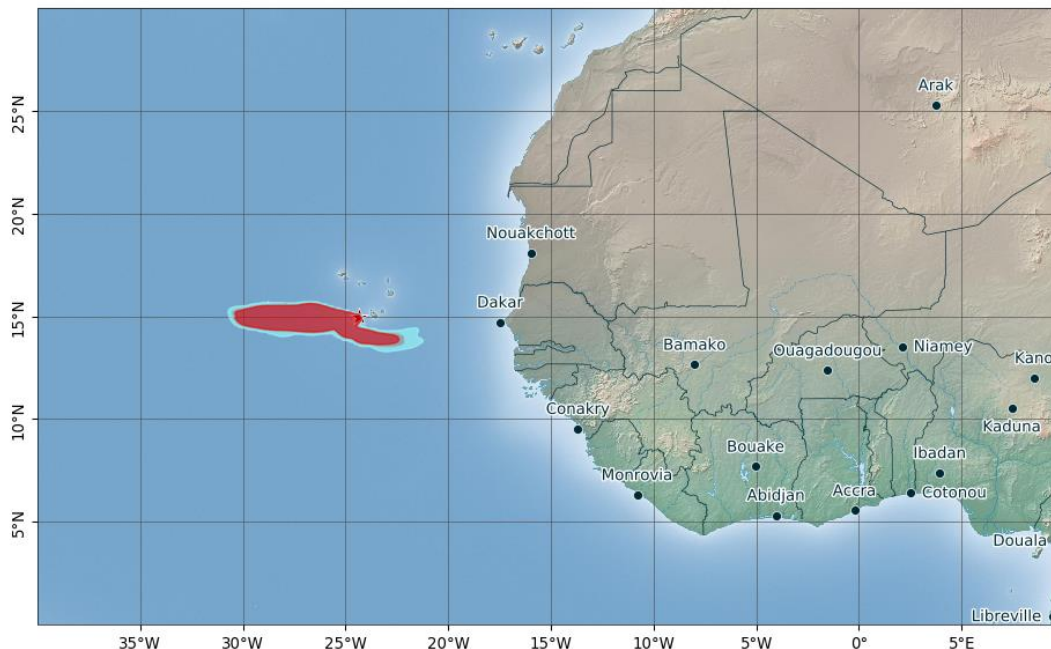 25°N
Arak
20°N
Nouakchott
15°N
Dakar
Bamako
Ouagadougou
Niamey
Kano
Kaduna
10°N
Conakry
Bouake
Ibadan
Monrovia
Abidjan
Accra
Cotonou
5°N
Douala
Libreville
35°W
30°W
25°W
20°W
15°W
10°W
5°W
0°
5°E